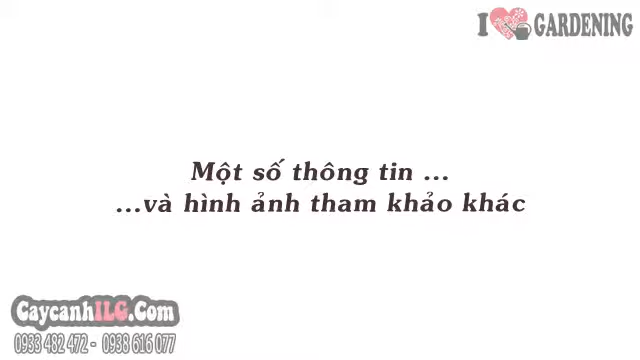 I GARDENING
Một số thông tin ...
...và hình ảnh tham khảo khác
CaycanhILG.Com
0933 482 472 - 0938 616 077